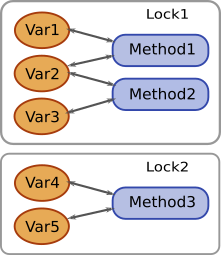 Lock1
Var1
Method1
Var2
Method2
Var3
Lock2
Var4
Method3
Var5